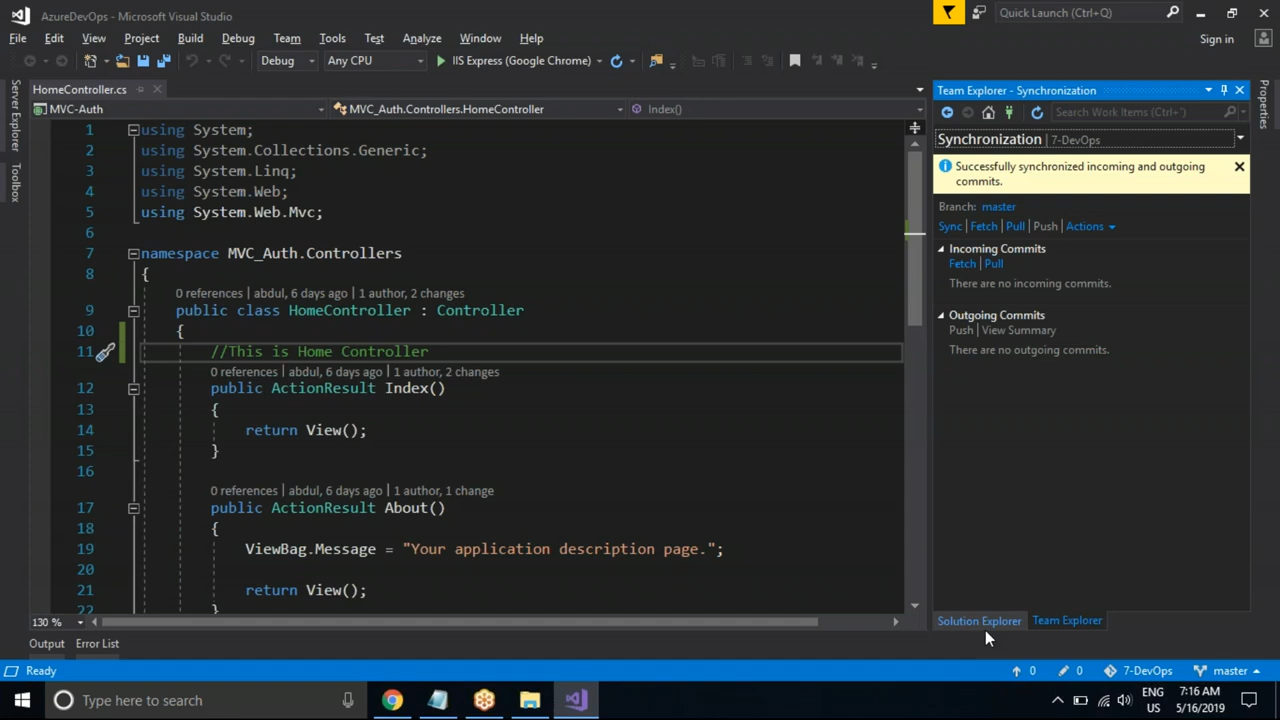 AzureDevOps - Microsoft Visual Studio
Quick Launch (Ctrl+Q)
File Edit View Project Build Debug Team Tools Test Analyze Window Help
Sign in
Debug Any CPU IIS Express (Google Chrome)
Server Explorer
Toolbox
HomeController.cs
MVC-Auth MVC_Auth.Controllers.HomeController Index()
1 using System;
2 using System.Collections.Generic;
3 using System.Linq;
4 using System.Web;
5 using System.Web.Mvc;
6
7 namespace MVC_Auth.Controllers
8 {
0 references | abdul, 6 days ago | 1 author, 2 changes
9 public class HomeController : Controller
10 {
11 //This is Home Controller
0 references | abdul, 6 days ago | 1 author, 2 changes
12 public ActionResult Index()
13 {
14 return View();
15 }
16
0 references | abdul, 6 days ago | 1 author, 1 change
17 public ActionResult About()
18 {
19 ViewBag.Message = "Your application description page.";
20
21 return View();
22 }
130 %
Team Explorer - Synchronization
Search Work Items (Ctrl+")
Synchronization | 7-DevOps
Successfully synchronized incoming and outgoing
commits.
Branch: master
Sync Fetch Pull Push Actions
Incoming Commits
Fetch | Pull
There are no incoming commits.
Outgoing Commits
Push | View Summary
There are no outgoing commits.
Solution Explorer Team Explorer
Properties
Output Error List
Ready
0 0 7-DevOps master
Type here to search
ENG
US
7:16 AM
5/16/2019